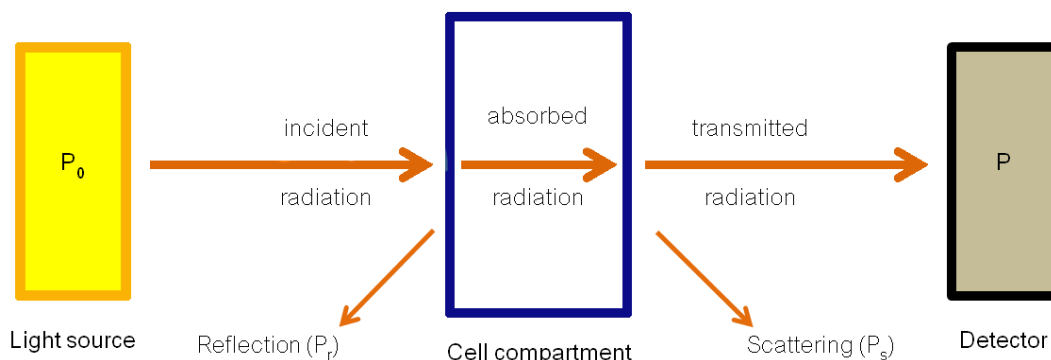 incident
absorbed
transmitted
P₀
P
radiation
radiation
radiation
Light source
Reflection (Pᵣ)
Cell compartment
Scattering (Pₛ)
Detector